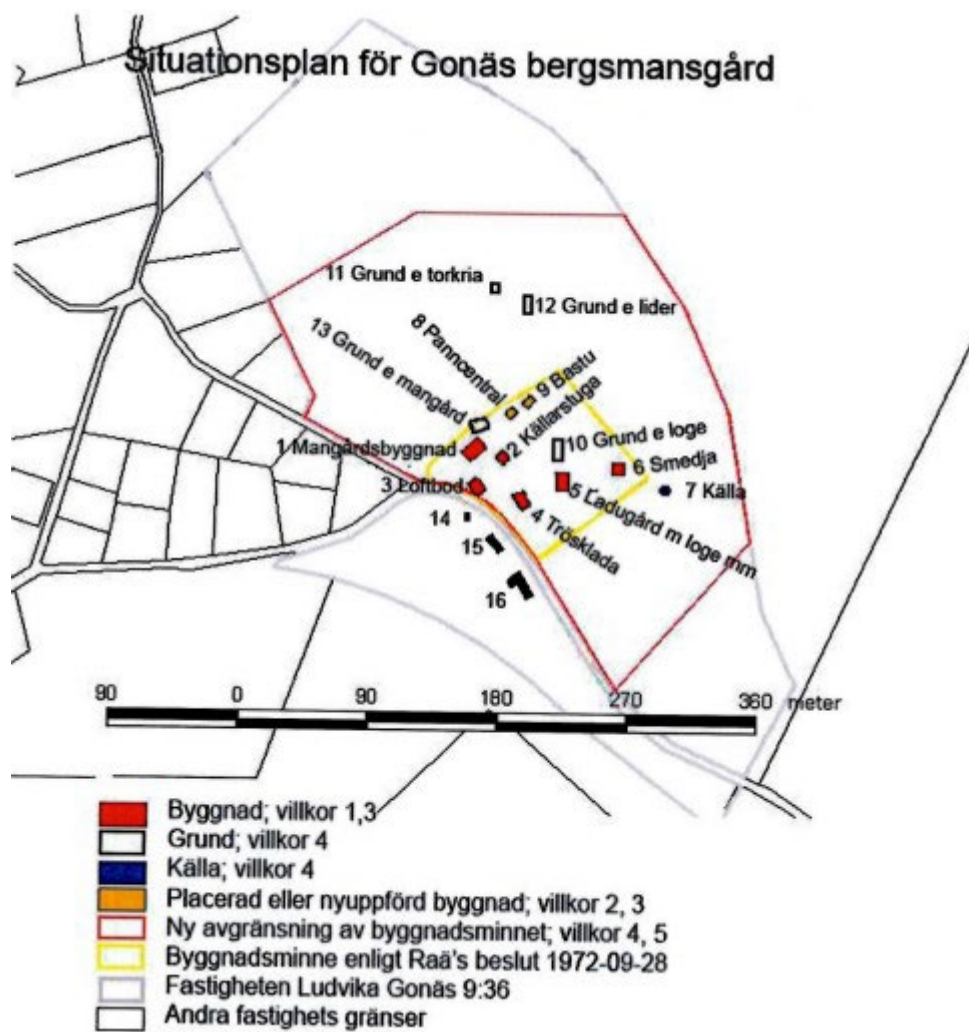 Situationsplan för Gonäs bergsmansgård
11 Grund e torkria
12 Grund e lider
8 Panncentral
13 Grund e mangård
9 Bastu
2 Källarstuga
1 Mangårdsbyggnad
10 Grund e loge
6 Smedja
3 Loftbod
5 Ladugård m loge mm
7 Källa
4 Trösklada
14
15
16
90 0 90 180 270 360 meter
Byggnad; villkor 1,3
Grund; villkor 4
Källa; villkor 4
Placerad eller nyuppförd byggnad; villkor 2, 3
Ny avgränsning av byggnadsminnet; villkor 4, 5
Byggnadsminne enligt Raä's beslut 1972-09-28
Fastigheten Ludvika Gonäs 9:36
Andra fastighets gränser